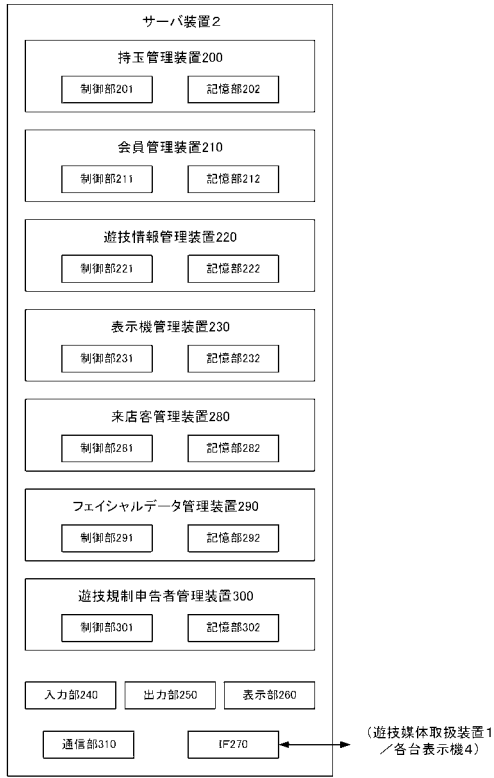 サーバ装置2
持玉管理装置200
制御部201
記憶部202
会員管理装置210
制御部211
記憶部212
遊技情報管理装置220
制御部221
記憶部222
表示機管理装置230
制御部231
記憶部232
来店客管理装置280
制御部281
記憶部282
フェイシャルデータ管理装置290
制御部291
記憶部292
遊技規制申告者管理装置300
制御部301
記憶部302
入力部240
出力部250
表示部260
通信部310
IF270
(遊技媒体取扱装置1
/各台表示機4)